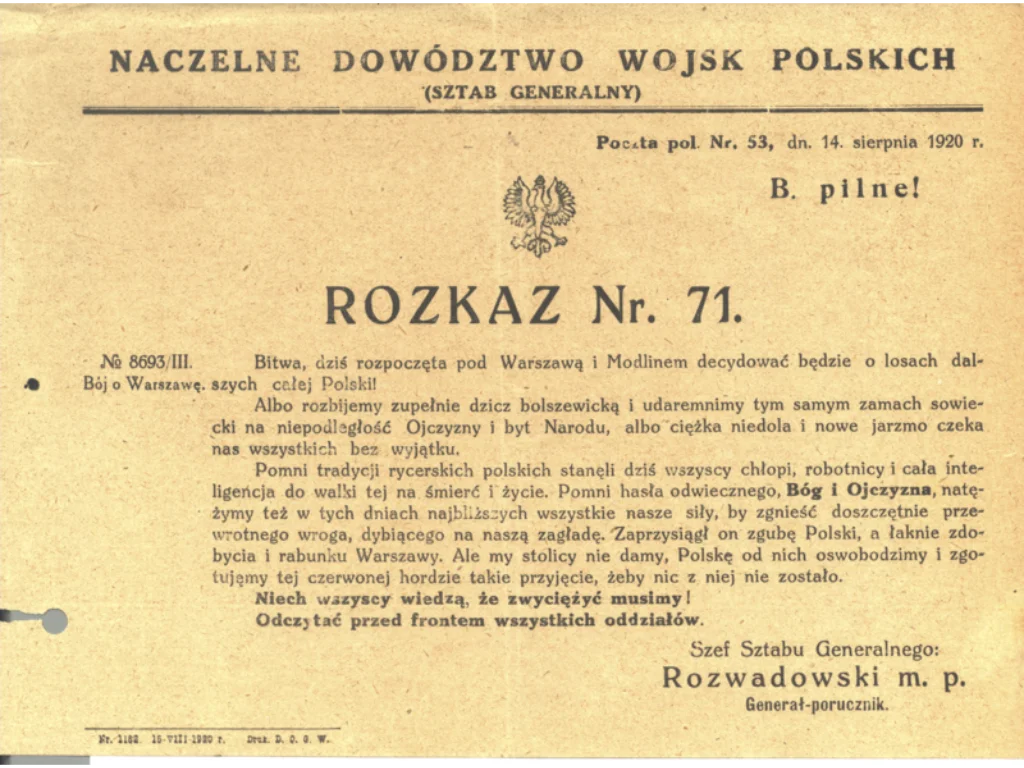 NACZELNE DOWÓDZTWO WOJSK POLSKICH
(SZTAB GENERALNY)
Poczta pol. Nr. 53, dn. 14. sierpnia 1920 r.
B. pilne!
ROZKAZ Nr. 71.
№ 8693/III. Bitwa, dziś rozpoczęta pod Warszawą i Modlinem decydować będzie o losach dal-
Bój o Warszawę. szych całej Polski!
Albo rozbijemy zupełnie dzicz bolszewicką i udaremnimy tym samym zamach sowie-
cki na niepodległość Ojczyzny i byt Narodu, albo ciężka niedola i nowe jarzmo czeka
nas wszystkich bez wyjątku.
Pomni tradycji rycerskich polskich stanęli dziś wszyscy chłopi, robotnicy i cała inte-
ligencja do walki tej na śmierć i życie. Pomni hasła odwiecznego, Bóg i Ojczyzna, natę-
żymy też w tych dniach najbliższych wszystkie nasze siły, by zgnieść doszczętnie prze-
wrotnego wroga, dybiącego na naszą zagładę. Zaprzysiągł on zgubę Polski, a łaknie zdo-
bycia i rabunku Warszawy. Ale my stolicy nie damy, Polskę od nich oswobodzimy i zgo-
tujęmy tej czerwonej hordzie takie przyjęcie, żeby nic z niej nie zostało.
Niech wszyscy wiedzą, że zwyciężyć musimy!
Odczytać przed frontem wszystkich oddziałów.
Szef Sztabu Generalnego:
Rozwadowski m. p.
Generał-porucznik.
Nr. 1162. 15-VIII-1920 r. Druk. D. O. G. W.